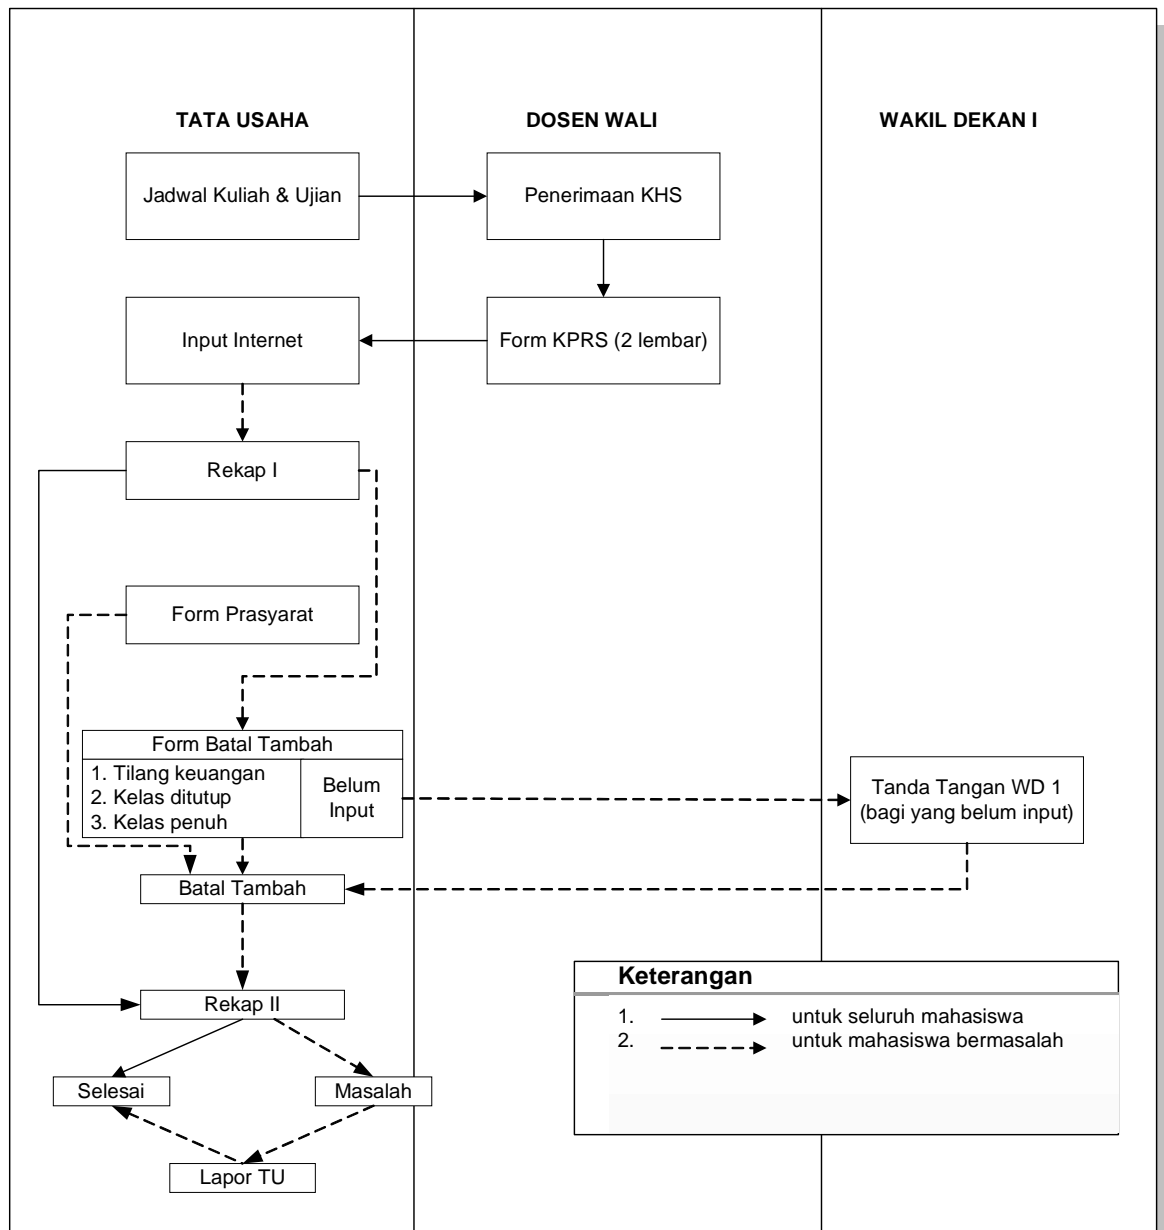 TATA USAHA
DOSEN WALI
WAKIL DEKAN I
Jadwal Kuliah & Ujian
Penerimaan KHS
Input Internet
Form KPRS (2 lembar)
Rekap I
Form Prasyarat
Form Batal Tambah
1. Tilang keuangan
2. Kelas ditutup
3. Kelas penuh
Belum
Input
Tanda Tangan WD 1
(bagi yang belum input)
Batal Tambah
Rekap II
Selesai
Masalah
Lapor TU
Keterangan
1. untuk seluruh mahasiswa
2. untuk mahasiswa bermasalah